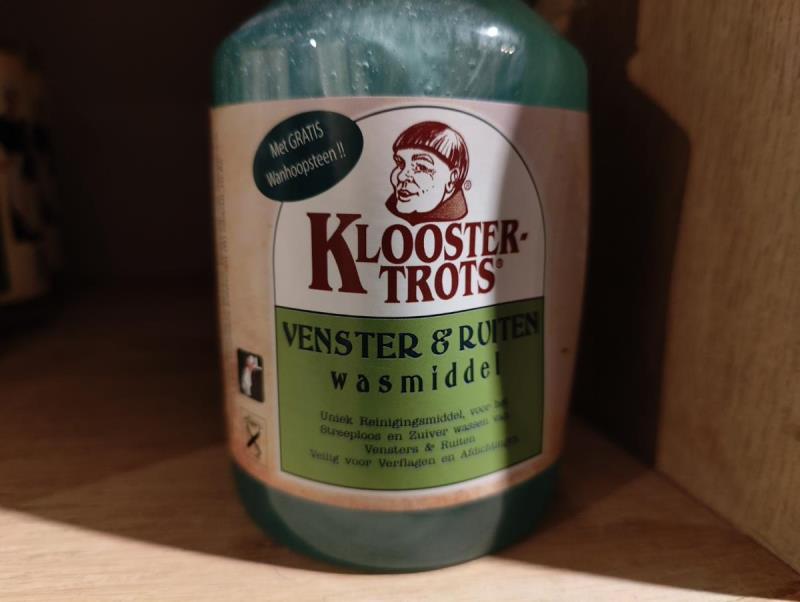 Met GRATIS
Wanhoopsteen !!
KLOOSTER-
TROTS®
VENSTER & RUITEN
wasmiddel
Uniek Reinigingsmiddel, voor het
Streeploos en Zuiver wassen van
Vensters & Ruiten
Veilig voor Verflagen en Afdichtingen